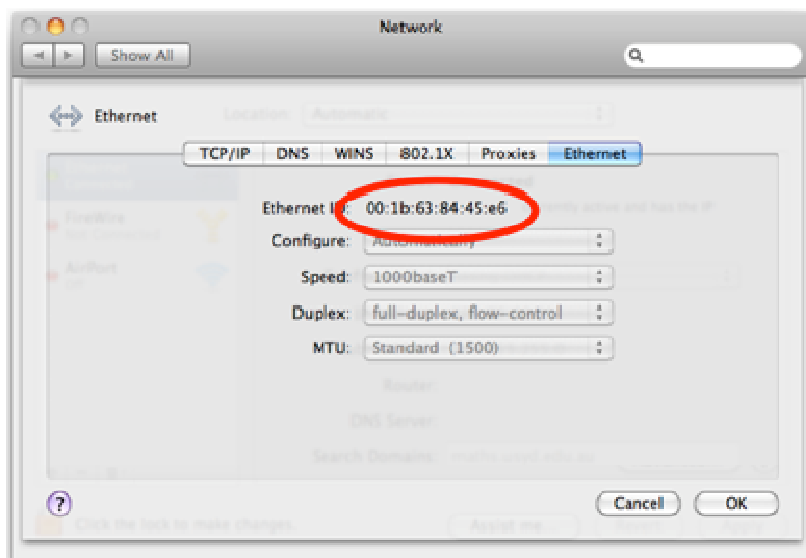 Network
Show All
Ethernet
Location: Automatic
TCP/IP DNS WINS 802.1X Proxies Ethernet
Ethernet ID: 00:1b:63:84:45:e6
FireWire
Not Connected
Configure: Automatically
AirPort
Off
Speed: 1000baseT
Duplex: full-duplex, flow-control
MTU: Standard (1500)
Router:
DNS Server:
Search Domains:
? Cancel OK
Click the lock to make changes.
Assist me... Revert Apply